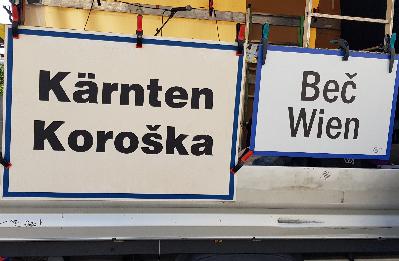 Kärnten
Koroška
Beč
Wien